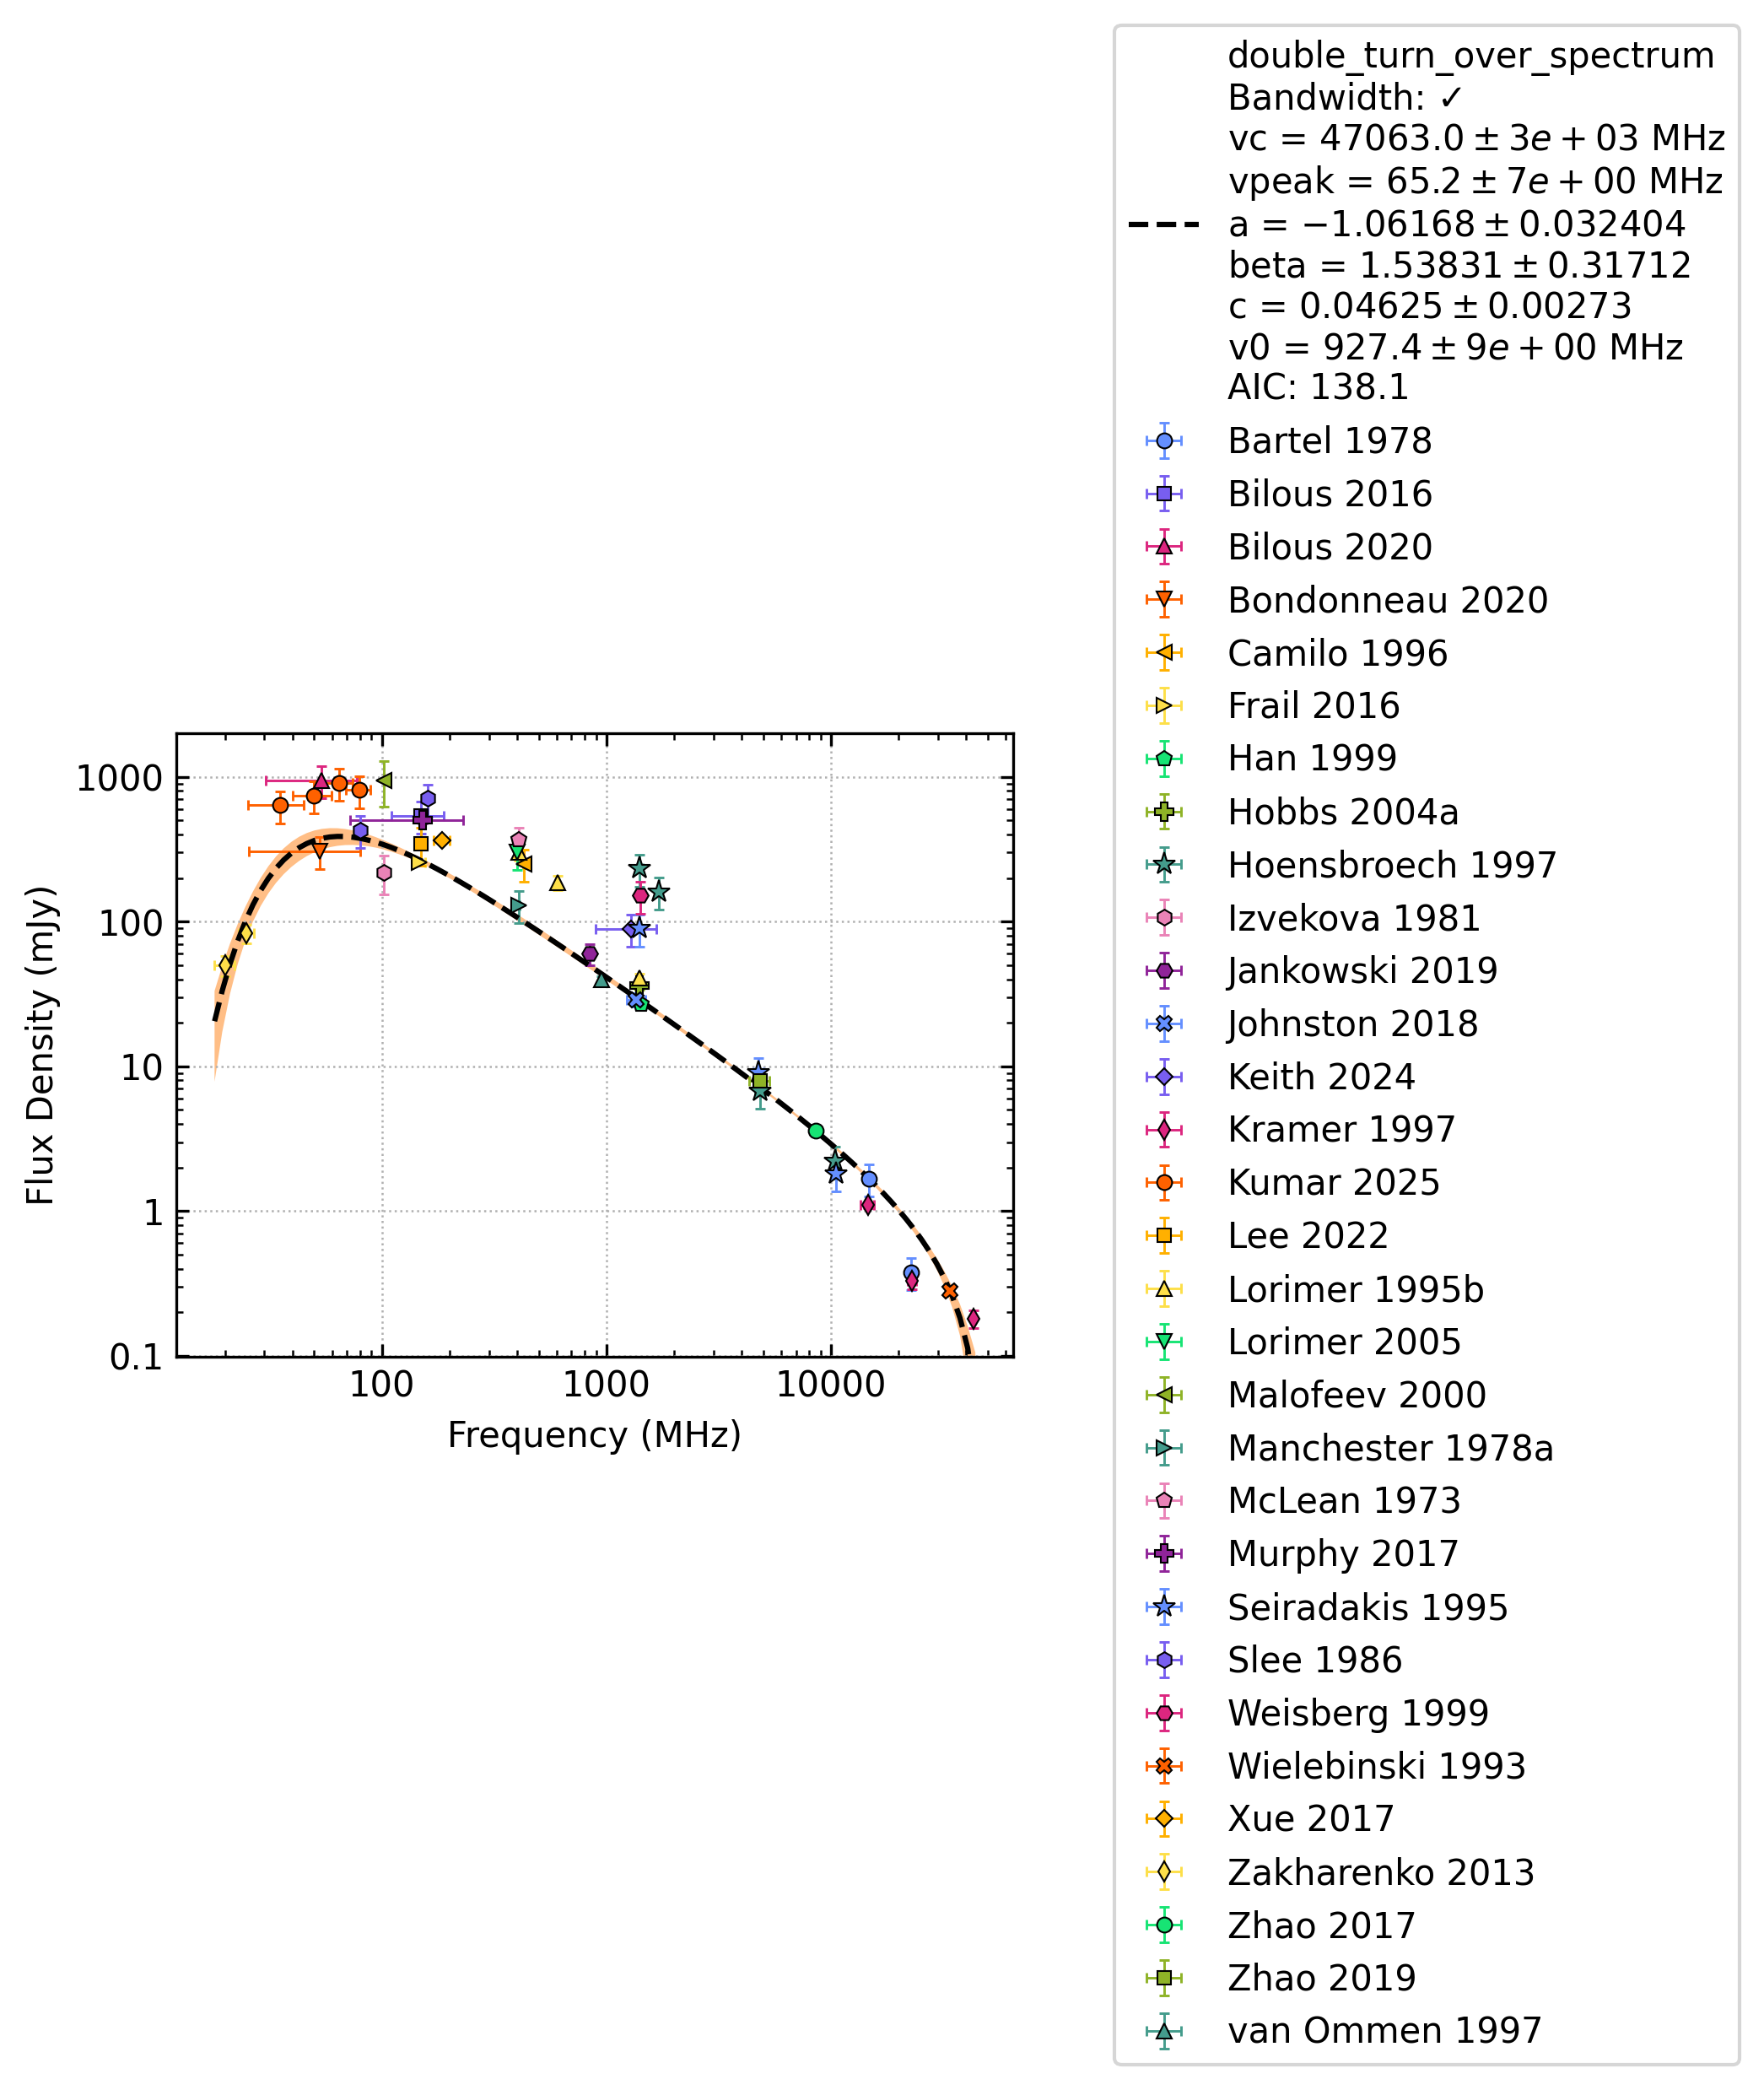 double_turn_over_spectrum
Bandwidth: ✓
vc = 47063.0 ± 3e + 03 MHz
vpeak = 65.2 ± 7e + 00 MHz
a = −1.06168 ± 0.032404
beta = 1.53831 ± 0.31712
c = 0.04625 ± 0.00273
v0 = 927.4 ± 9e + 00 MHz
AIC: 138.1
Bartel 1978
Bilous 2016
Bilous 2020
Bondonneau 2020
Camilo 1996
Frail 2016
Han 1999
Hobbs 2004a
Hoensbroech 1997
Izvekova 1981
Jankowski 2019
Johnston 2018
Keith 2024
Kramer 1997
Kumar 2025
Lee 2022
Lorimer 1995b
Lorimer 2005
Malofeev 2000
Manchester 1978a
McLean 1973
Murphy 2017
Seiradakis 1995
Slee 1986
Weisberg 1999
Wielebinski 1993
Xue 2017
Zakharenko 2013
Zhao 2017
Zhao 2019
van Ommen 1997
Flux Density (mJy)
1000
100
10
1
0.1
100 1000 10000
Frequency (MHz)